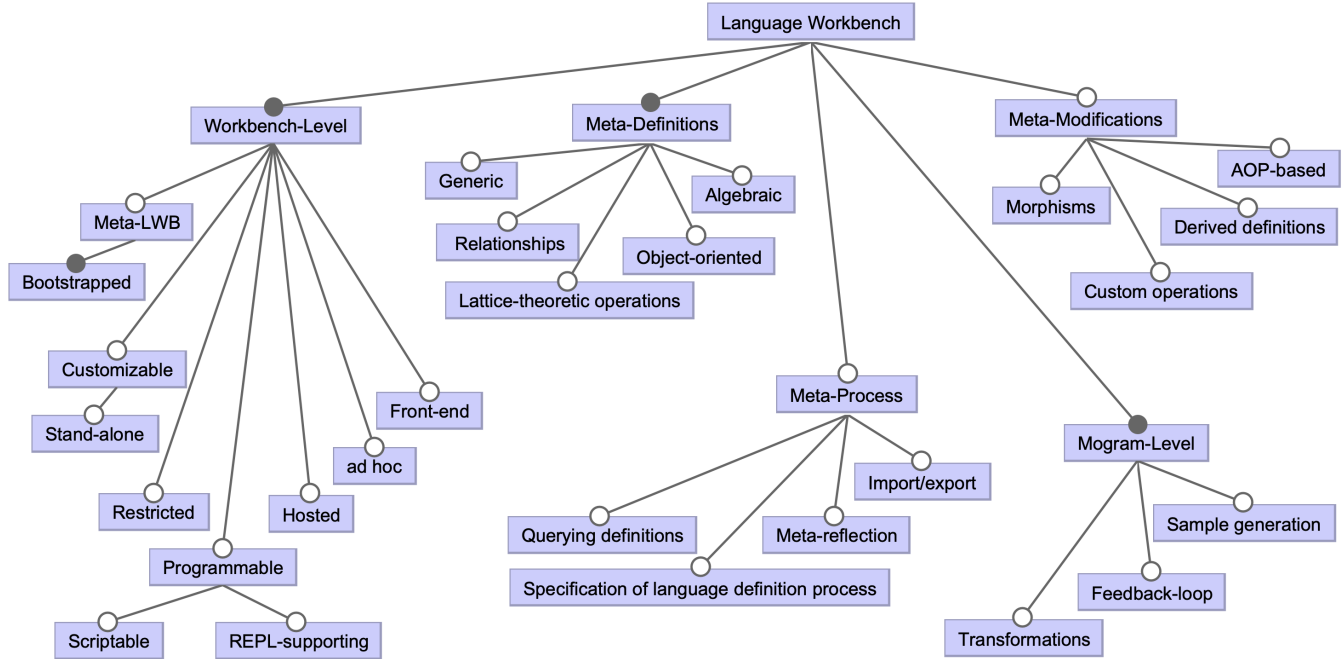 Language Workbench
Workbench-Level
Meta-Definitions
Meta-Modifications
Generic
Algebraic
AOP-based
Meta-LWB
Relationships
Object-oriented
Morphisms
Derived definitions
Bootstrapped
Lattice-theoretic operations
Custom operations
Customizable
Stand-alone
Front-end
Meta-Process
Mogram-Level
ad hoc
Restricted
Hosted
Import/export
Querying definitions
Meta-reflection
Sample generation
Programmable
Specification of language definition process
Feedback-loop
Scriptable
REPL-supporting
Transformations